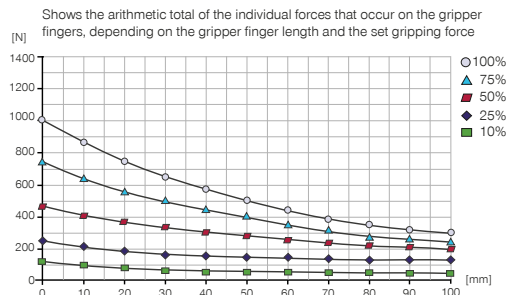 Shows the arithmetic total of the individual forces that occur on the gripper
fingers, depending on the gripper finger length and the set gripping force
[N]
1400
1200
1000
800
600
400
200
0
0 10 20 30 40 50 60 70 80 90 100
[mm]
100%
75%
50%
25%
10%